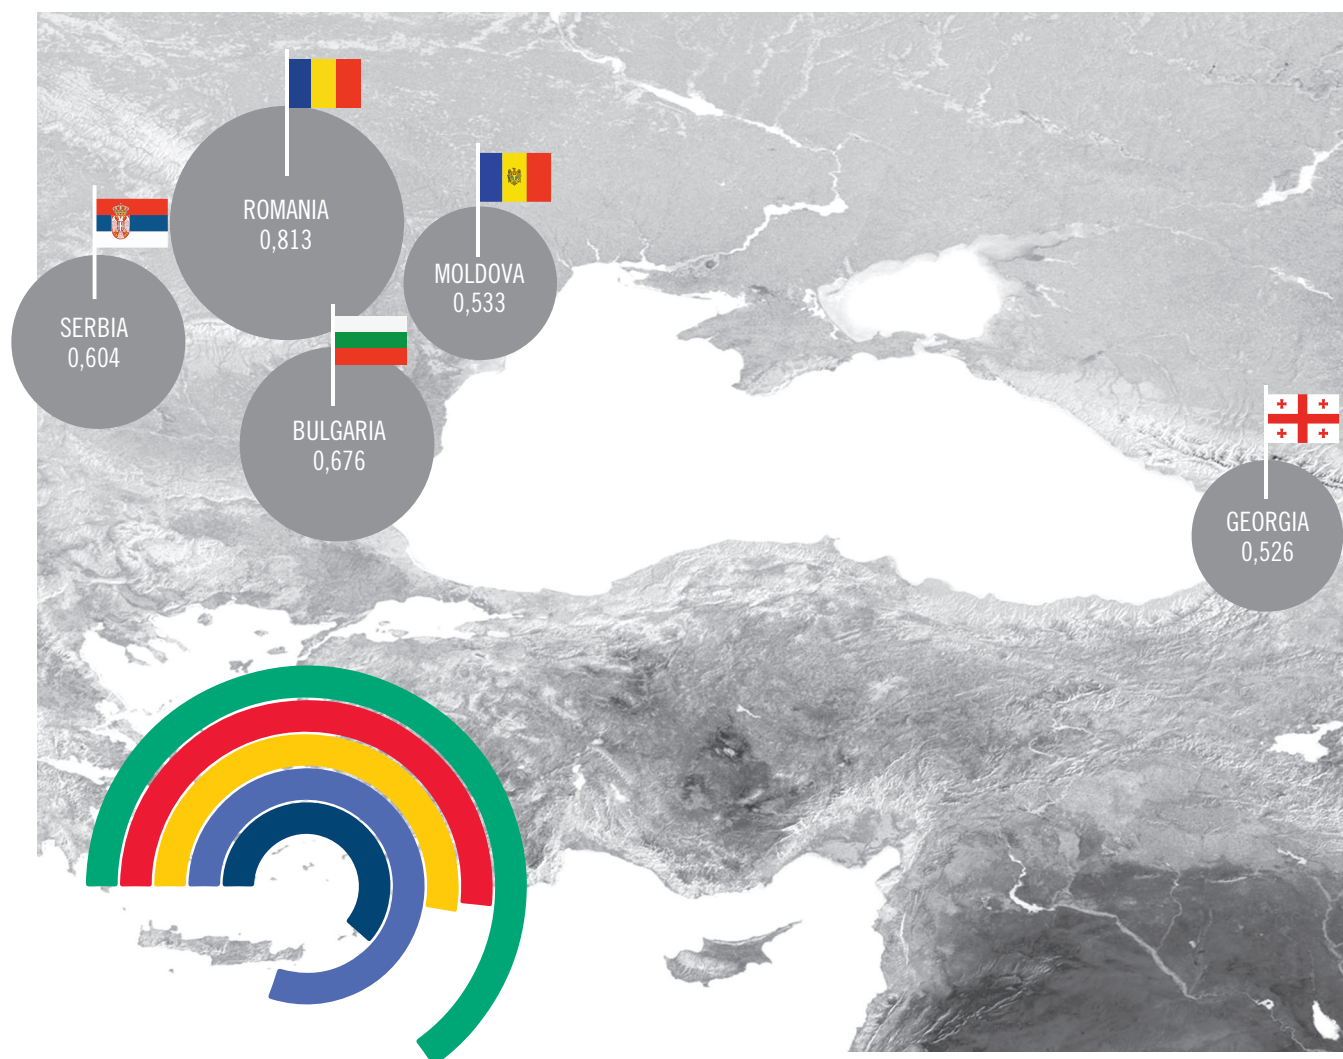 ROMANIA
0,813
MOLDOVA
0,533
SERBIA
0,604
BULGARIA
0,676
GEORGIA
0,526